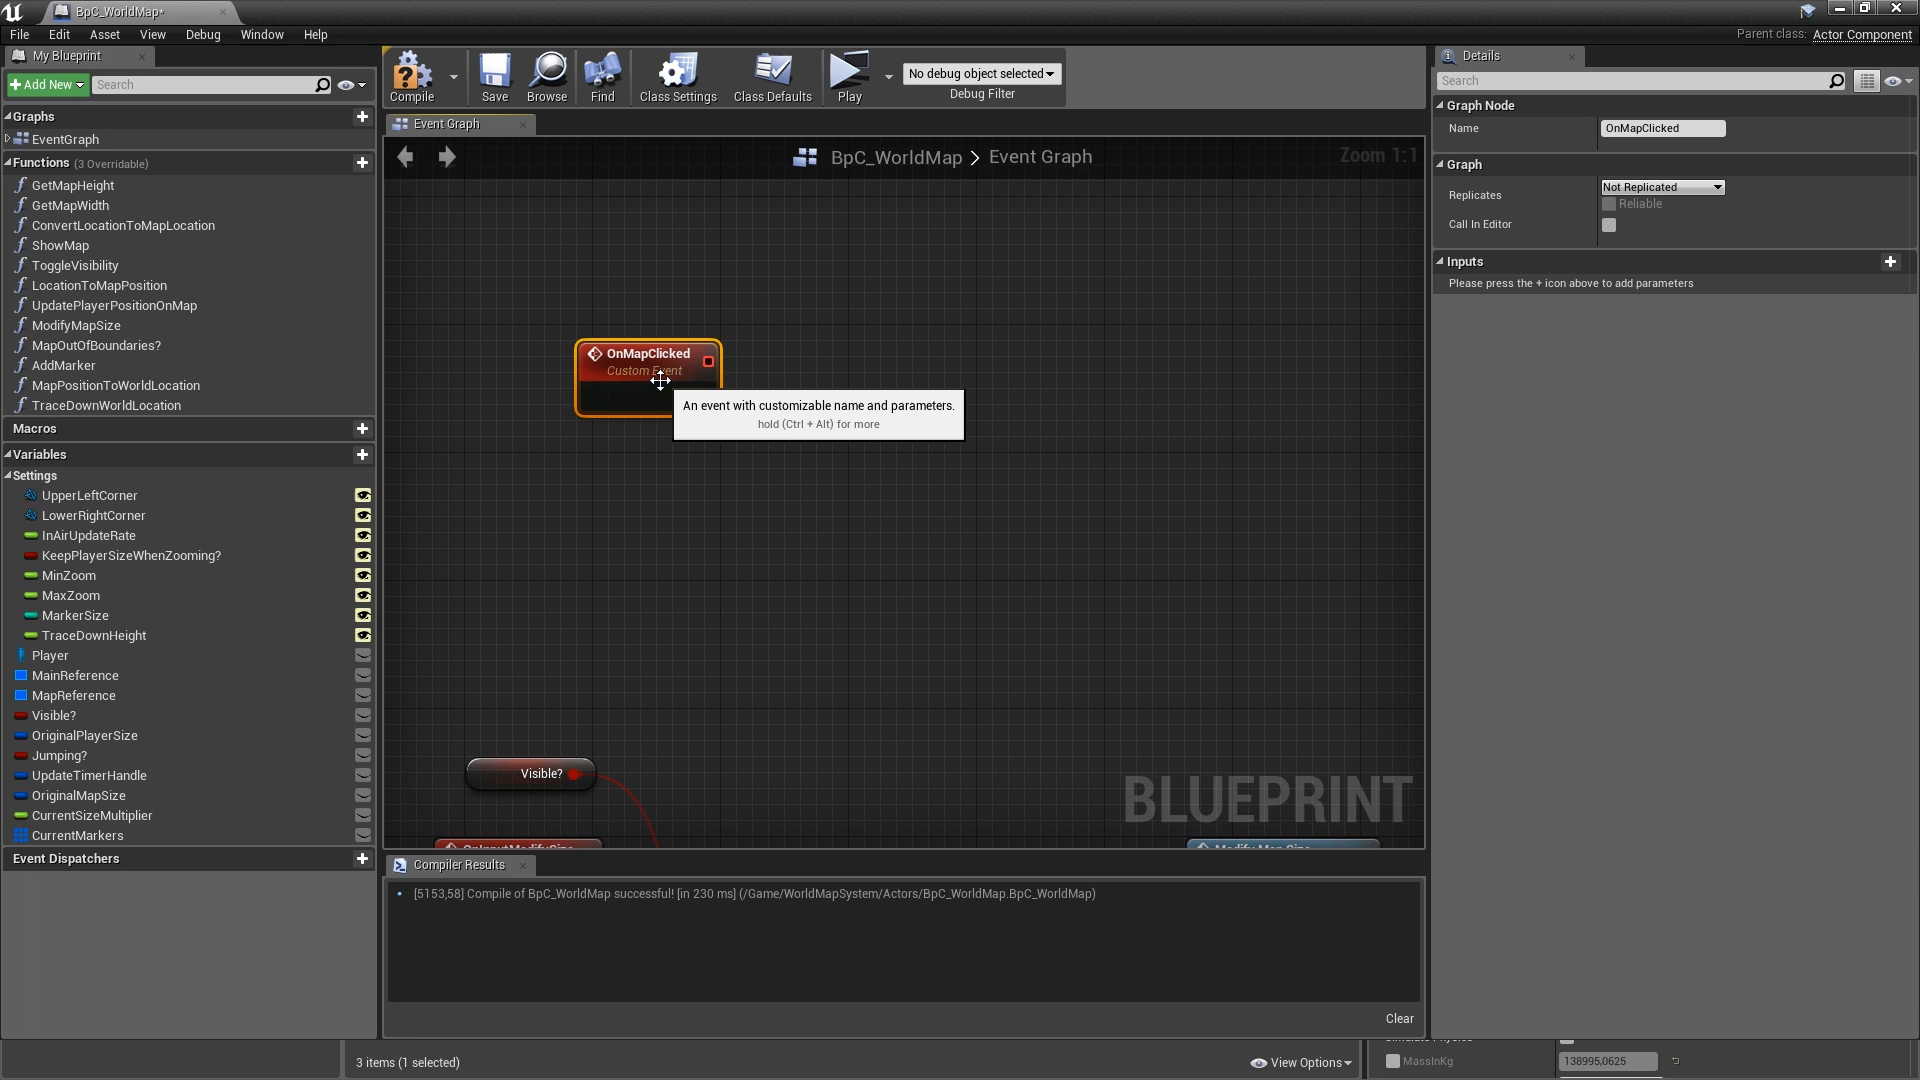 BpC_WorldMap*
File Edit Asset View Debug Window Help
Parent class: Actor Component
My Blueprint
Add New
Search
Graphs
EventGraph
Functions (3 Overridable)
GetMapHeight
GetMapWidth
ConvertLocationToMapLocation
ShowMap
ToggleVisibility
LocationToMapPosition
UpdatePlayerPositionOnMap
ModifyMapSize
MapOutOfBoundaries?
AddMarker
MapPositionToWorldLocation
TraceDownWorldLocation
Macros
Variables
Settings
UpperLeftCorner
LowerRightCorner
InAirUpdateRate
KeepPlayerSizeWhenZooming?
MinZoom
MaxZoom
MarkerSize
TraceDownHeight
Player
MainReference
MapReference
Visible?
OriginalPlayerSize
Jumping?
UpdateTimerHandle
OriginalMapSize
CurrentSizeMultiplier
CurrentMarkers
Event Dispatchers
Compile Save Browse Find Class Settings Class Defaults Play
No debug object selected
Debug Filter
Event Graph
BpC_WorldMap > Event Graph
Zoom 1:1
OnMapClicked
Custom Event
An event with customizable name and parameters.
hold (Ctrl + Alt) for more
Visible?
OnInputModifySize
Modify Map Size
BLUEPRINT
Compiler Results
[5153,58] Compile of BpC_WorldMap successful! [in 230 ms] (/Game/WorldMapSystem/Actors/BpC_WorldMap.BpC_WorldMap)
Clear
3 items (1 selected)
View Options
Details
Search
Graph Node
Name OnMapClicked
Graph
Replicates Not Replicated
Reliable
Call In Editor
Inputs
Please press the + icon above to add parameters
MassInKg 138995,0625